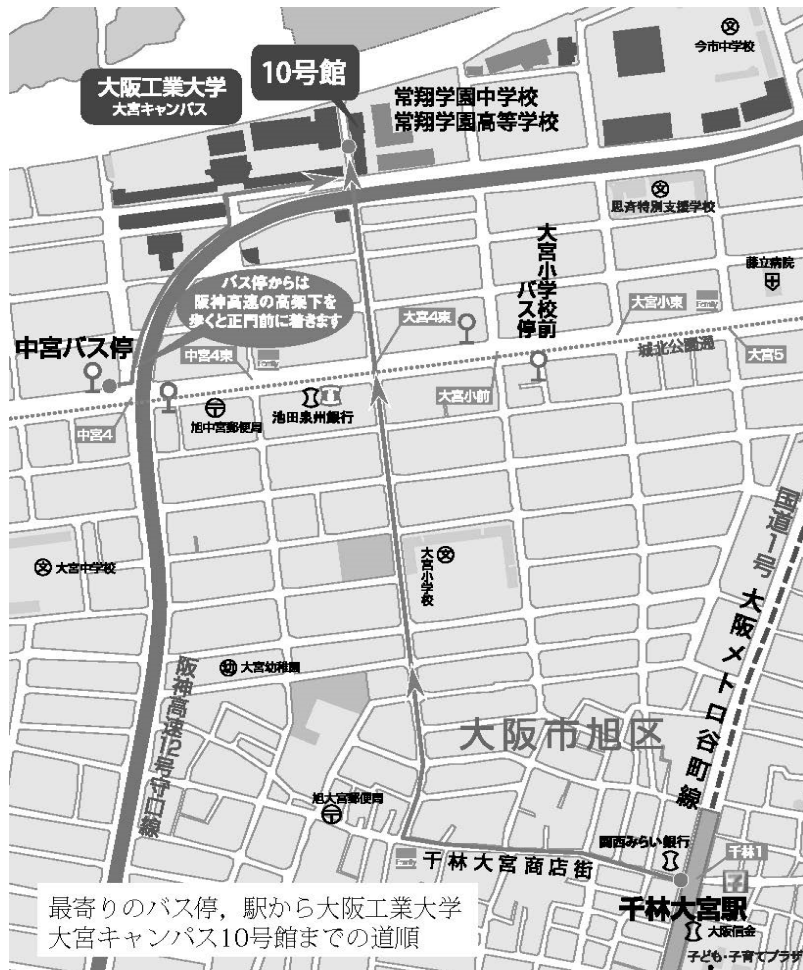 今市中学校
10号館
大阪工業大学
大宮キャンパス
常翔学園中学校
常翔学園高等学校
思斉特別支援学校
大宮小学校前
バス停
藤立病院
バス停からは
阪神高速の高架下を
歩くと正門前に着きます
大宮4東
大宮小東
Family
中宮バス停
中宮4東
Family
城北公園通
大宮5
中宮4
旭中宮郵便局
池田泉州銀行
大宮小前
国道1号
大阪メトロ谷町線
大宮中学校
大宮小学校
大宮幼稚園
阪神高速12号守口線
大阪市旭区
旭大宮郵便局
関西みらい銀行
千林1
Family
千林大宮商店街
千林大宮駅
大阪信金
子ども・子育てプラザ
最寄りのバス停,駅から大阪工業大学
大宮キャンパス10号館までの道順